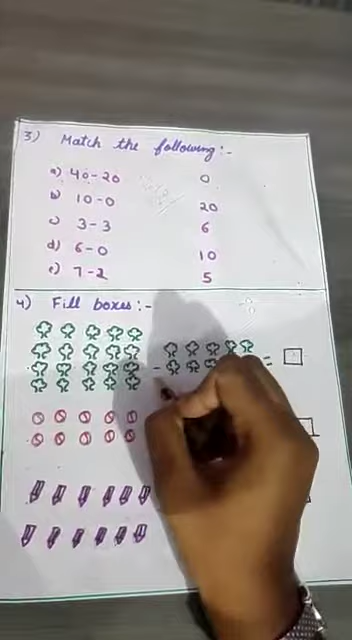 3) Match the following:-
a) 40-20 0
b) 10-0 20
c) 3-3 6
d) 6-0 10
e) 7-2 5
4) Fill boxes:-
- =